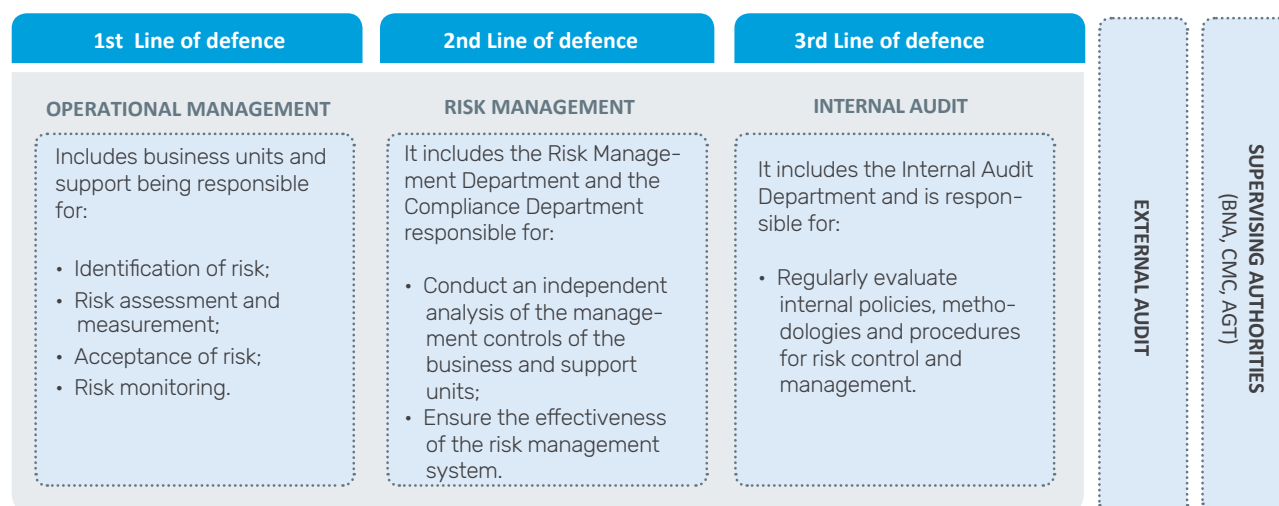 1st Line of defence
OPERATIONAL MANAGEMENT
Includes business units and
support being responsible
for:
• Identification of risk;
• Risk assessment and
measurement;
• Acceptance of risk;
• Risk monitoring.
2nd Line of defence
RISK MANAGEMENT
It includes the Risk Manage-
ment Department and the
Compliance Department
responsible for:
• Conduct an independent
analysis of the manage-
ment controls of the
business and support
units;
• Ensure the effectiveness
of the risk management
system.
3rd Line of defence
INTERNAL AUDIT
It includes the Internal Audit
Department and is respon-
sible for:
• Regularly evaluate
internal policies, metho-
dologies and procedures
for risk control and
management.
EXTERNAL AUDIT
SUPERVISING AUTHORITIES
(BNA, CMC, AGT)